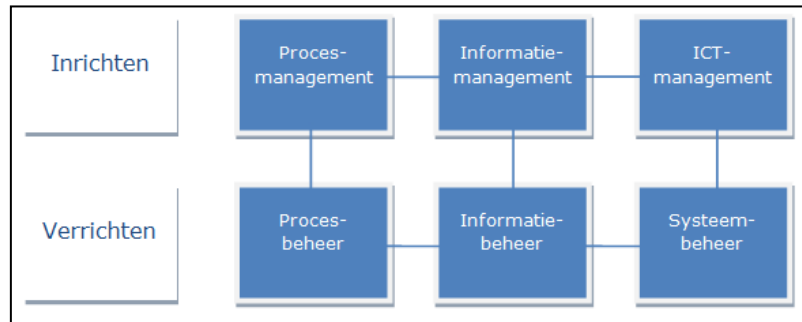 Inrichten
Proces-
management
Informatie-
management
ICT-
management
Verrichten
Proces-
beheer
Informatie-
beheer
Systeem-
beheer